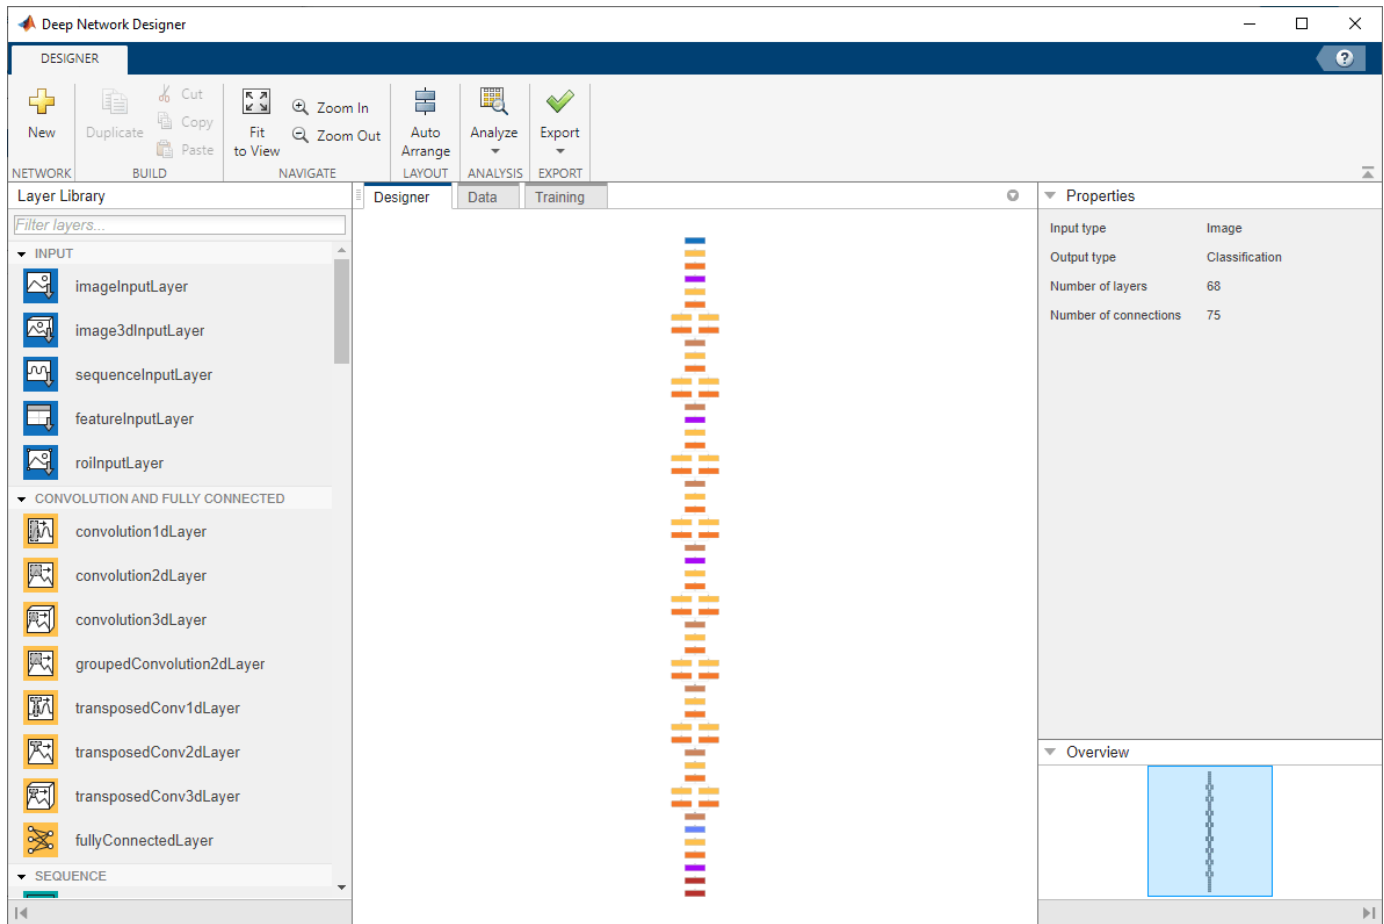 Deep Network Designer
DESIGNER
?
New
Duplicate
Cut
Copy
Paste
Fit
to View
Zoom In
Zoom Out
Auto
Arrange
Analyze
Export
NETWORK
BUILD
NAVIGATE
LAYOUT
ANALYSIS
EXPORT
Layer Library
Filter layers...
INPUT
imageInputLayer
image3dInputLayer
sequenceInputLayer
featureInputLayer
roiInputLayer
CONVOLUTION AND FULLY CONNECTED
convolution1dLayer
convolution2dLayer
convolution3dLayer
groupedConvolution2dLayer
transposedConv1dLayer
transposedConv2dLayer
transposedConv3dLayer
fullyConnectedLayer
SEQUENCE
Designer
Data
Training
Properties
Input type Image
Output type Classification
Number of layers 68
Number of connections 75
Overview